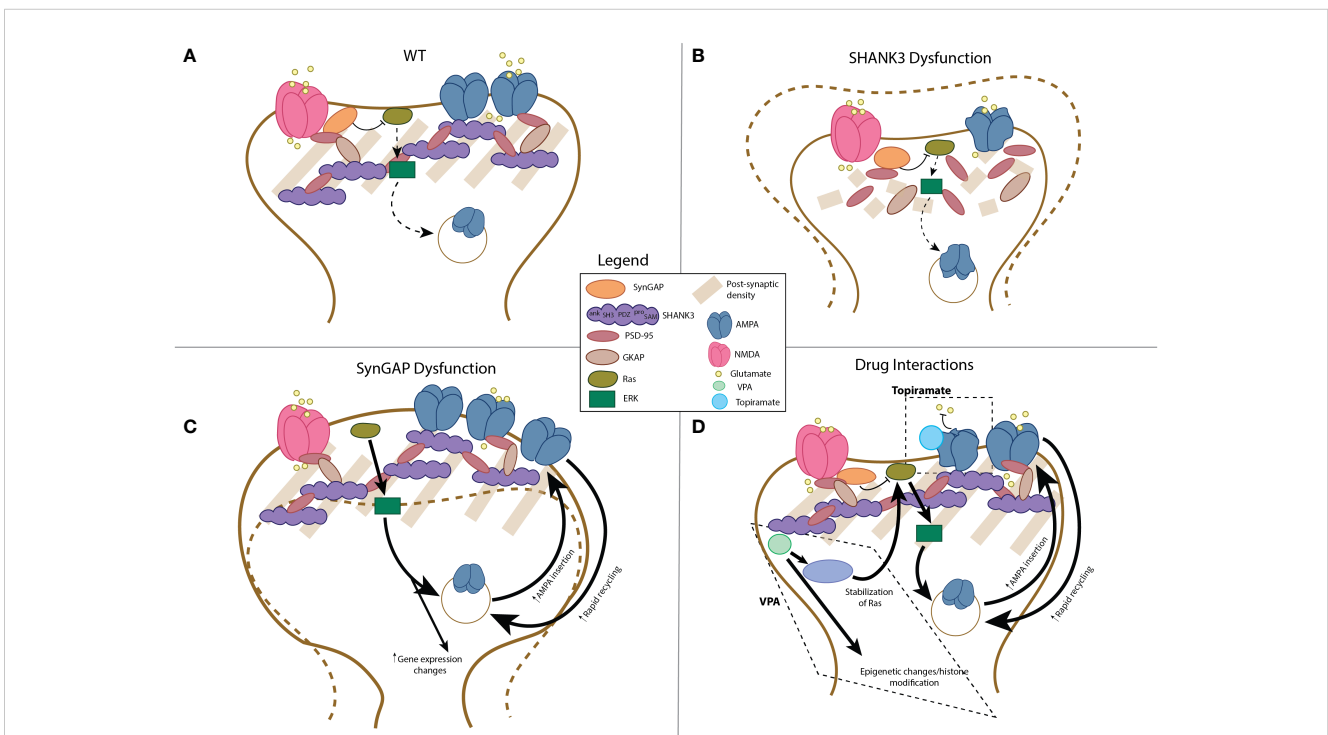 A
WT
B
SHANK3 Dysfunction
Legend
SynGAP
ank SH3 PDZ pro SAM SHANK3
PSD-95
GKAP
Ras
ERK
Post-synaptic
density
AMPA
NMDA
Glutamate
VPA
Topiramate
C
SynGAP Dysfunction
↑AMPA insertion
↑Rapid recycling
↑Gene expression
changes
D
Drug Interactions
Topiramate
VPA
Stabilization
of Ras
Epigenetic changes/histone
modification
↑AMPA insertion
↑Rapid recycling